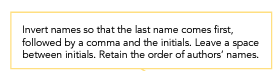 Invert names so that the last name comes first,
followed by a comma and the initials. Leave a space
between initials. Retain the order of authors' names.